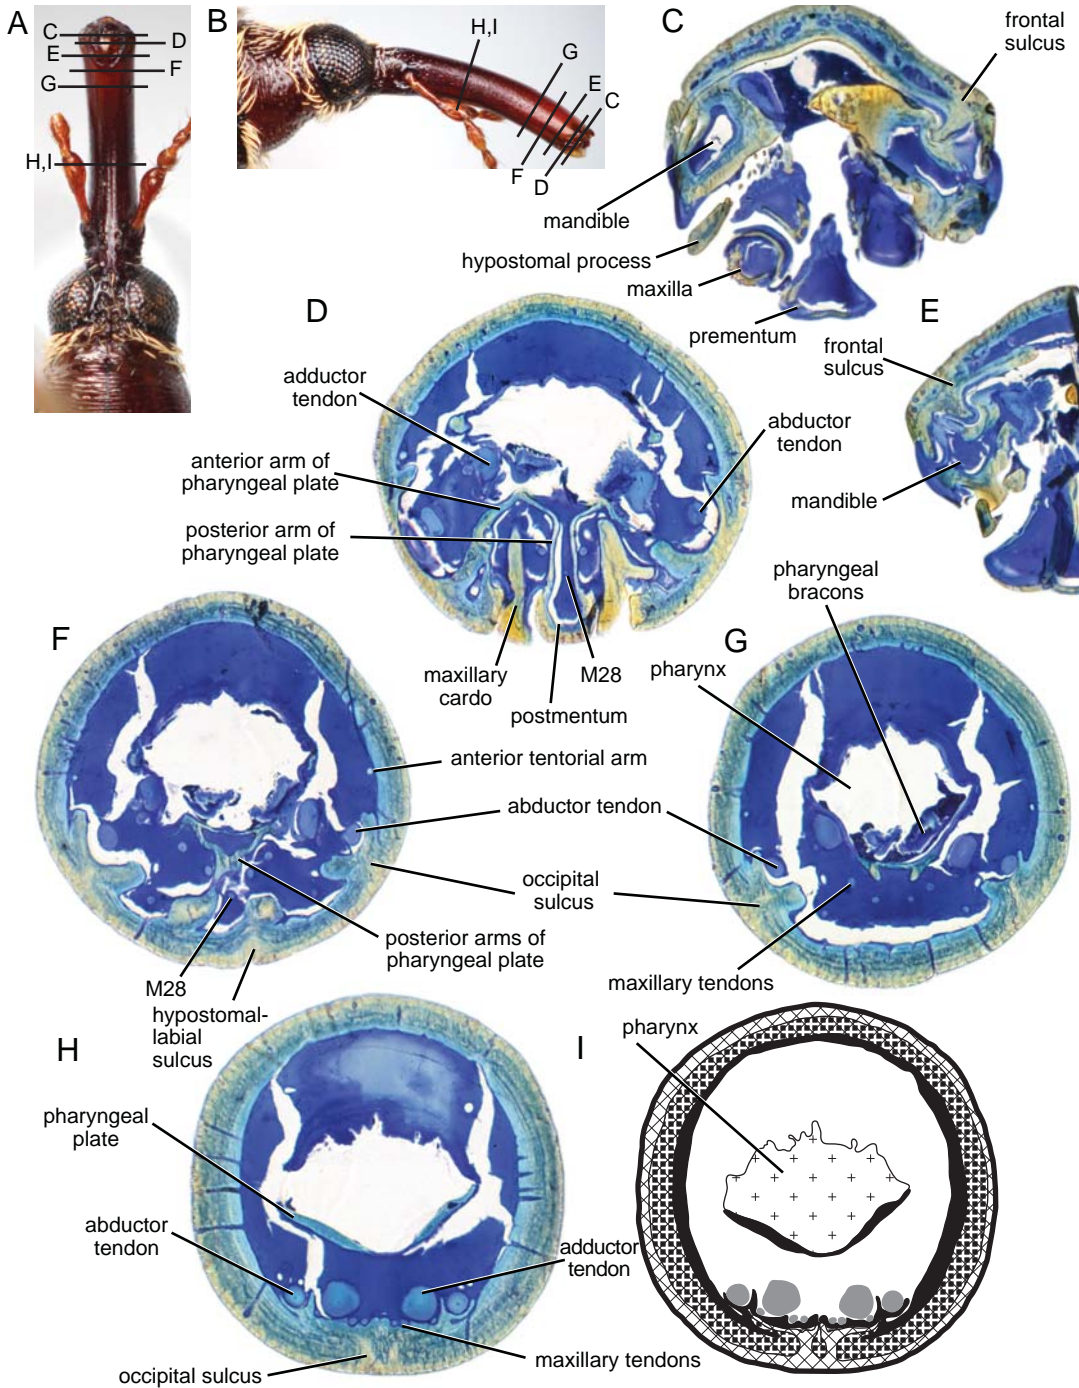 A
C
D
E
F
G
H,I
B
H,I
G
E
C
F
D
C
frontal
sulcus
mandible
hypostomal process
maxilla
prementum
D
adductor
tendon
anterior arm of
pharyngeal plate
posterior arm of
pharyngeal plate
abductor
tendon
maxillary
cardo
M28
postmentum
E
frontal
sulcus
mandible
F
anterior tentorial arm
abductor tendon
occipital
sulcus
posterior arms of
pharyngeal plate
M28
hypostomal-
labial
sulcus
G
pharyngeal
bracons
pharynx
maxillary tendons
H
pharyngeal
plate
abductor
tendon
adductor
tendon
maxillary tendons
occipital sulcus
I
pharynx